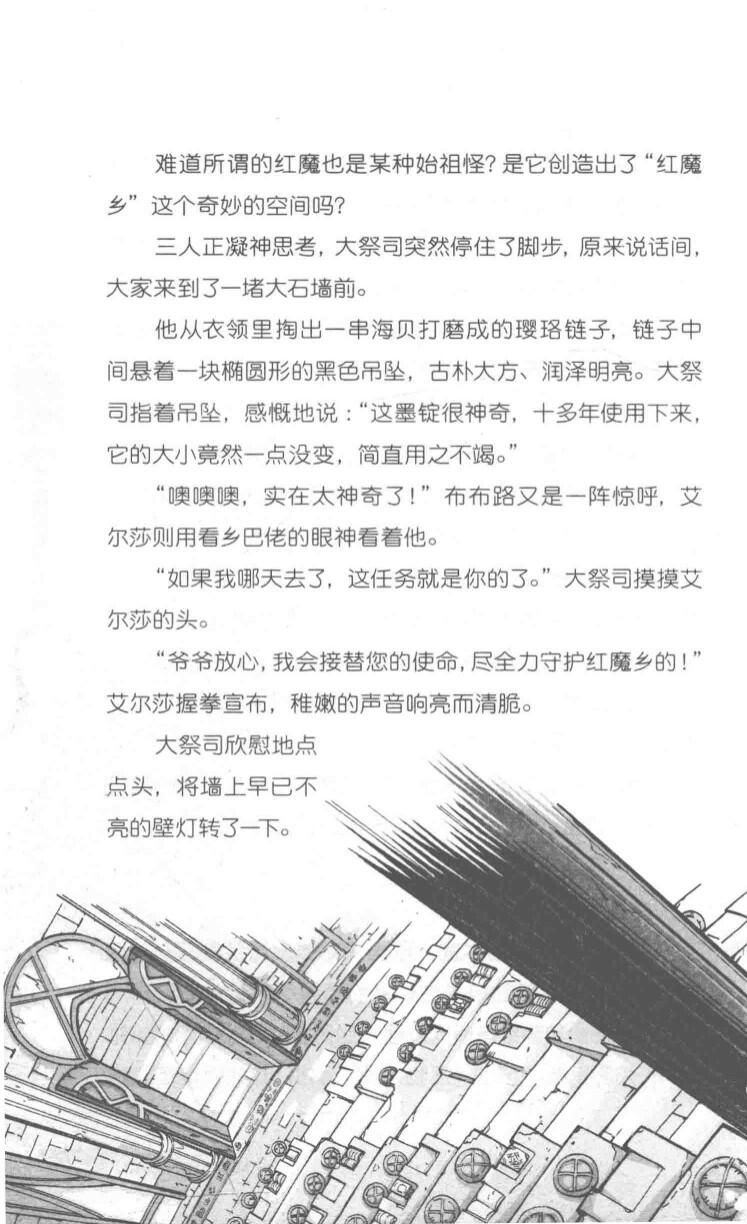 难道所谓的红魔也是某种始祖怪？是它创造出了“红魔
乡”这个奇妙的空间吗？
三人正凝神思考，大祭司突然停住了脚步，原来说话间，
大家来到了一堵大石墙前。
他从衣领里掏出一串海贝打磨成的璎珞链子，链子中
间悬着一块椭圆形的黑色吊坠，古朴大方、润泽明亮。大祭
司指着吊坠，感慨地说：“这墨锭很神奇，十多年使用下来，
它的大小竟然一点没变，简直用之不竭。”
“噢噢噢，实在太神奇了！”布布路又是一阵惊呼，艾
尔莎则用看乡巴佬的眼神看着他。
“如果我哪天去了，这任务就是你的了。”大祭司摸摸艾
尔莎的头。
“爷爷放心，我会接替您的使命，尽全力守护红魔乡的！”
艾尔莎握拳宣布，稚嫩的声音响亮而清脆。
大祭司欣慰地点
点头，将墙上早已不
亮的壁灯转了一下。